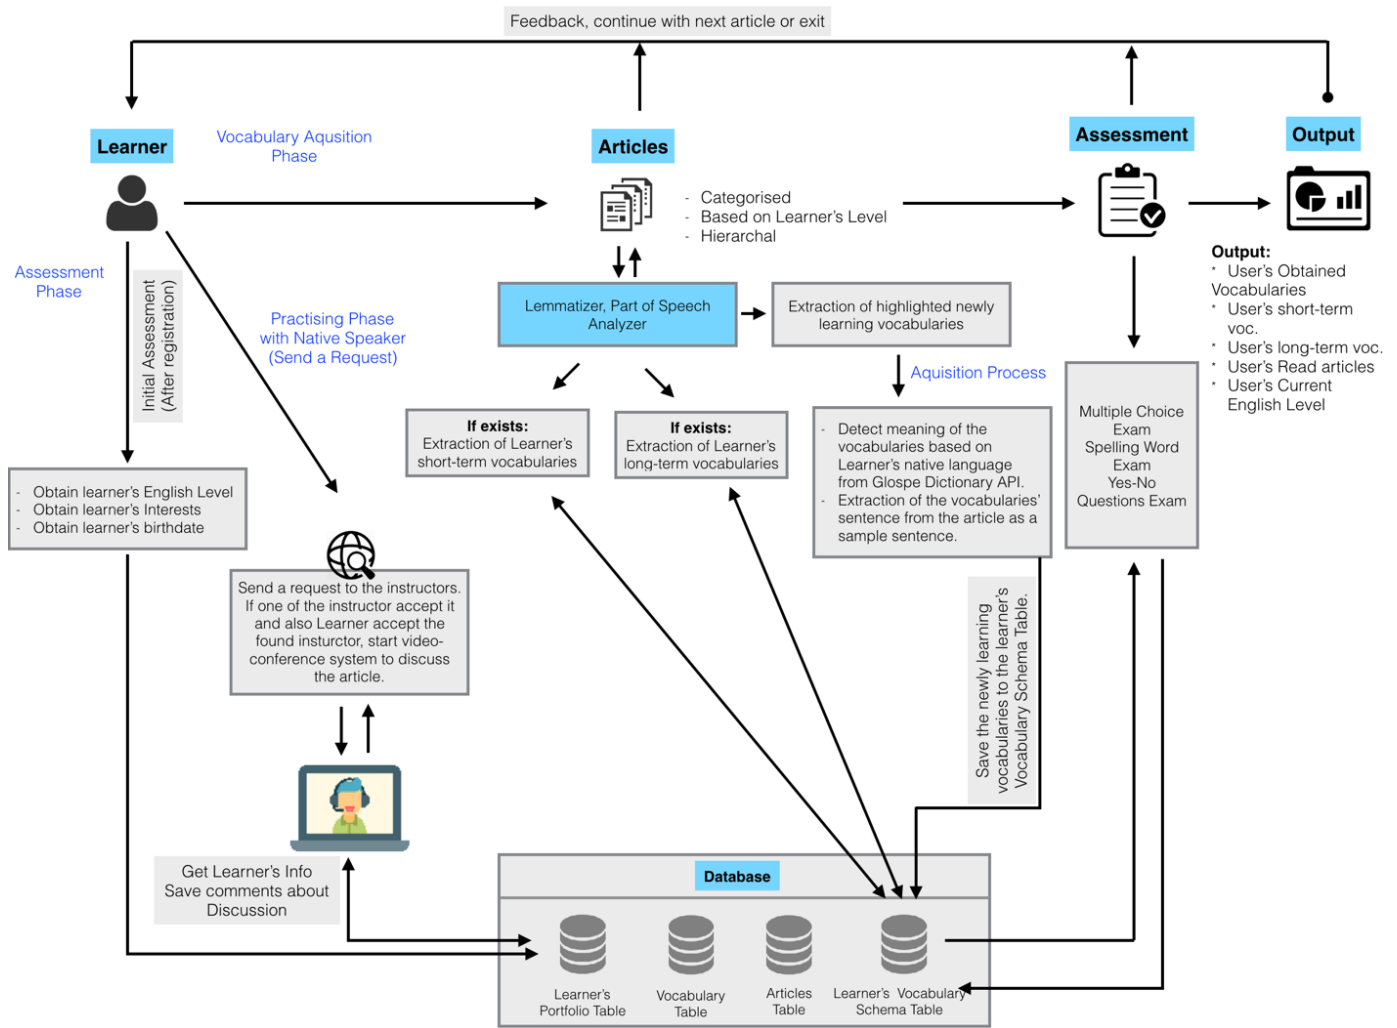 Feedback, continue with next article or exit
Learner
Vocabulary Aqusition
Phase
Articles
Assessment
Output
- Categorised
- Based on Learner's Level
- Hierarchal
Assessment
Phase
Initial Assessment
(After registration)
Practising Phase
with Native Speaker
(Send a Request)
Lemmatizer, Part of Speech
Analyzer
Extraction of highlighted newly
learning vocabularies
Output:
* User's Obtained
Vocabularies
* User's short-term
voc.
* User's long-term voc.
* User's Read articles
* User's Current
English Level
Aquisition Process
If exists:
Extraction of Learner's
short-term vocabularies
If exists:
Extraction of Learner's
long-term vocabularies
- Detect meaning of the
vocabularies based on
Learner's native language
from Glospe Dictionary API.
- Extraction of the vocabularies'
sentence from the article as a
sample sentence.
Multiple Choice
Exam
Spelling Word
Exam
Yes-No
Questions Exam
- Obtain learner's English Level
- Obtain learner's Interests
- Obtain learner's birthdate
Send a request to the instructors.
If one of the instructor accept it
and also Learner accept the
found insturctor, start video-
conference system to discuss
the article.
Save the newly learning
vocabularies to the learner's
Vocabulary Schema Table.
Get Learner's Info
Save comments about
Discussion
Database
Learner's
Portfolio Table
Vocabulary
Table
Articles
Table
Learner's Vocabulary
Schema Table